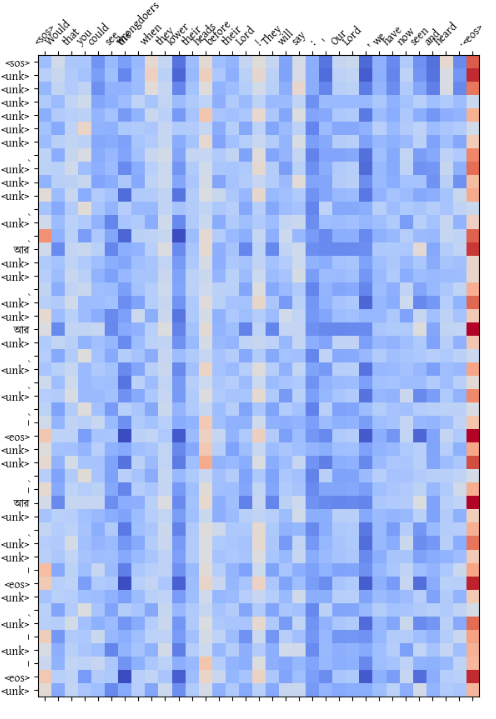 <sos> Would that you could see the wrongdoers when they lower their heads before their Lord ! They will say : ' Our Lord , we have now seen and heard . <eos>
<sos>
<unk>
<unk>
<unk>
<unk>
<unk>
<unk>
,
<unk>
<unk>
<unk>
,
<unk>
,
আর
<unk>
<unk>
,
<unk>
<unk>
আর
<unk>
,
<unk>
,
<unk>
,
–
<eos>
<unk>
<unk>
,
–
আর
<unk>
,
<unk>
<unk>
–
<eos>
<unk>
,
<unk>
–
<unk>
–
<eos>
<unk>